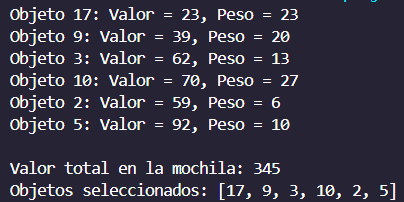 Objeto 17: Valor = 23, Peso = 23
Objeto 9: Valor = 39, Peso = 20
Objeto 3: Valor = 62, Peso = 13
Objeto 10: Valor = 70, Peso = 27
Objeto 2: Valor = 59, Peso = 6
Objeto 5: Valor = 92, Peso = 10
Valor total en la mochila: 345
Objetos seleccionados: [17, 9, 3, 10, 2, 5]